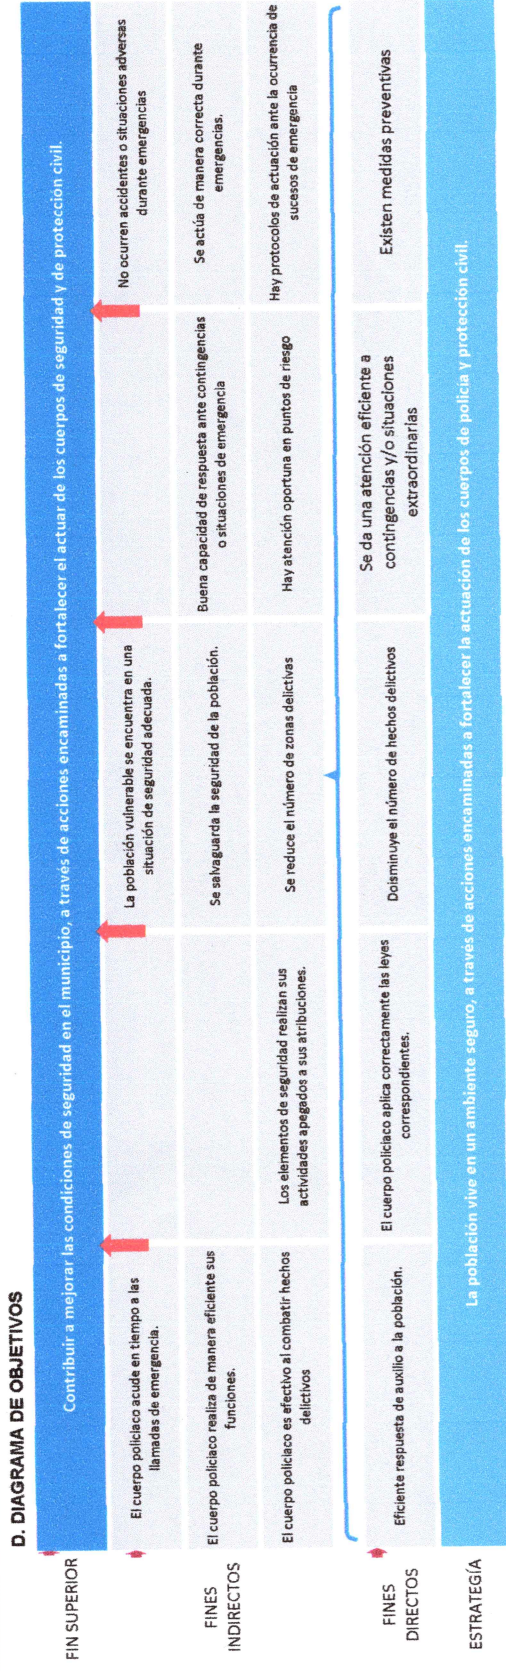 D. DIAGRAMA DE OBJETIVOS
FIN SUPERIOR
Contribuir a mejorar las condiciones de seguridad en el municipio, a través de acciones encaminadas a fortalecer el actuar de los cuerpos de seguridad y de protección civil.
FINES
INDIRECTOS
El cuerpo policiaco acude en tiempo a las
llamadas de emergencia.
La población vulnerable se encuentra en una
situación de seguridad adecuada.
No ocurren accidentes o situaciones adversas
durante emergencias
El cuerpo policiaco realiza de manera eficiente sus
funciones.
Se salvaguarda la seguridad de la población.
Buena capacidad de respuesta ante contingencias
o situaciones de emergencia
Se actúa de manera correcta durante
emergencias.
El cuerpo policiaco es efectivo al combatir hechos
delictivos
Los elementos de seguridad realizan sus
actividades apegados a sus atribuciones.
Se reduce el número de zonas delictivas
Hay atención oportuna en puntos de riesgo
Hay protocolos de actuación ante la ocurrencia de
sucesos de emergencia
FINES
DIRECTOS
Eficiente respuesta de auxilio a la población.
El cuerpo policiaco aplica correctamente las leyes
correspondientes.
Doisminuye el número de hechos delictivos
Se da una atención eficiente a
contingencias y/o situaciones
extraordinarias
Existen medidas preventivas
ESTRATEGÍA
La población vive en un ambiente seguro, a través de acciones encaminadas a fortalecer la actuación de los cuerpos de policia y protección civil.